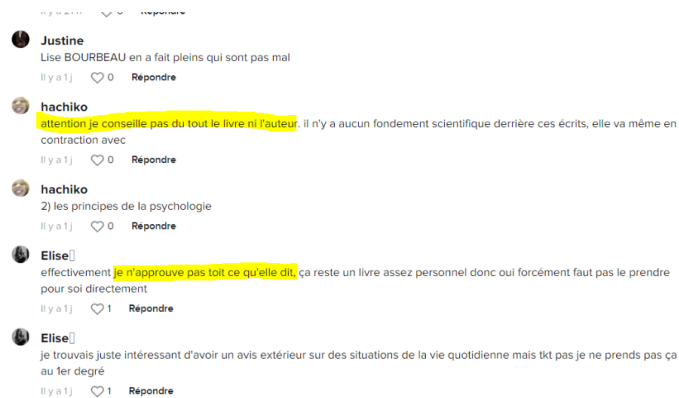 Justine
Lise BOURBEAU en a fait pleins qui sont pas mal
Il y a 1 j 0 Répondre
hachiko
attention je conseille pas du tout le livre ni l'auteur. il n'y a aucun fondement scientifique derrière ces écrits, elle va même en
contraction avec
Il y a 1 j 0 Répondre
hachiko
2) les principes de la psychologie
Il y a 1 j 0 Répondre
Elise
effectivement je n'approuve pas toit ce qu'elle dit, ça reste un livre assez personnel donc oui forcément faut pas le prendre
pour soi directement
Il y a 1 j 1 Répondre
Elise
je trouvais juste intéressant d'avoir un avis extérieur sur des situations de la vie quotidienne mais tkt pas je ne prends pas ça
au 1er degré
Il y a 1 j 1 Répondre